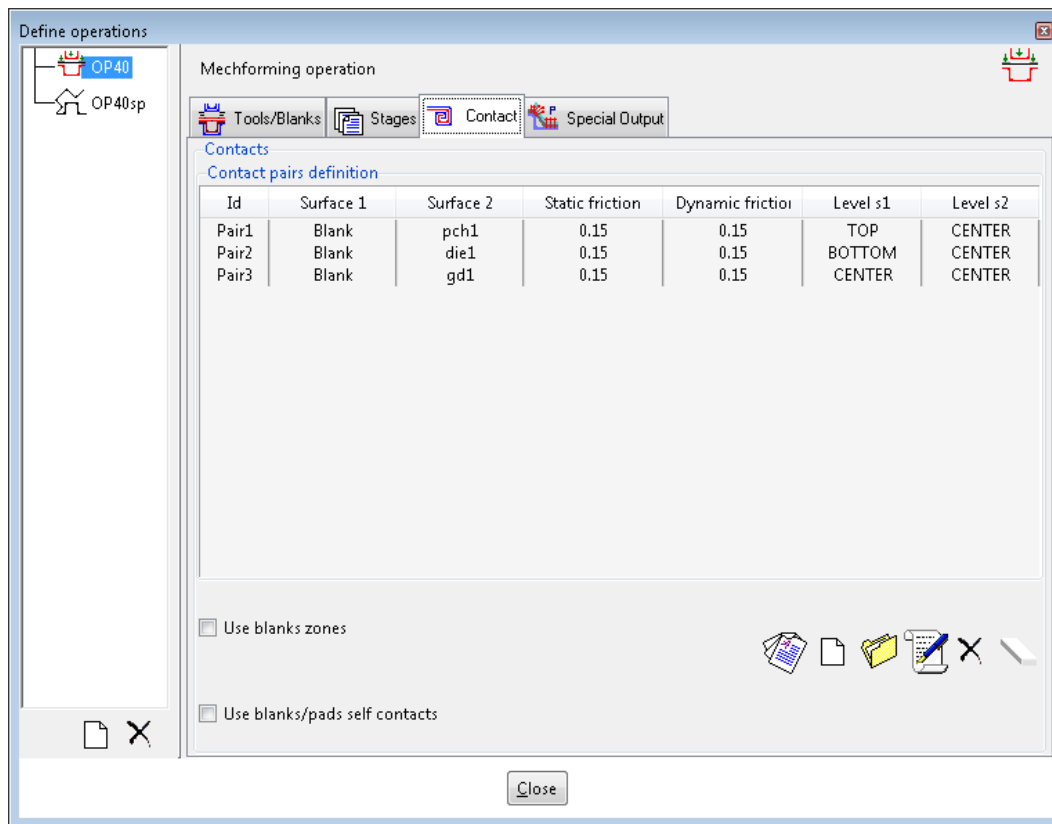 Define operations
OP40
OP40sp
Mechforming operation
Tools/Blanks Stages Contact Special Output
Contacts
Contact pairs definition
Id Surface 1 Surface 2 Static friction Dynamic friction Level s1 Level s2
Pair1 Blank pch1 0.15 0.15 TOP CENTER
Pair2 Blank die1 0.15 0.15 BOTTOM CENTER
Pair3 Blank gd1 0.15 0.15 CENTER CENTER
Use blanks zones
Use blanks/pads self contacts
Close